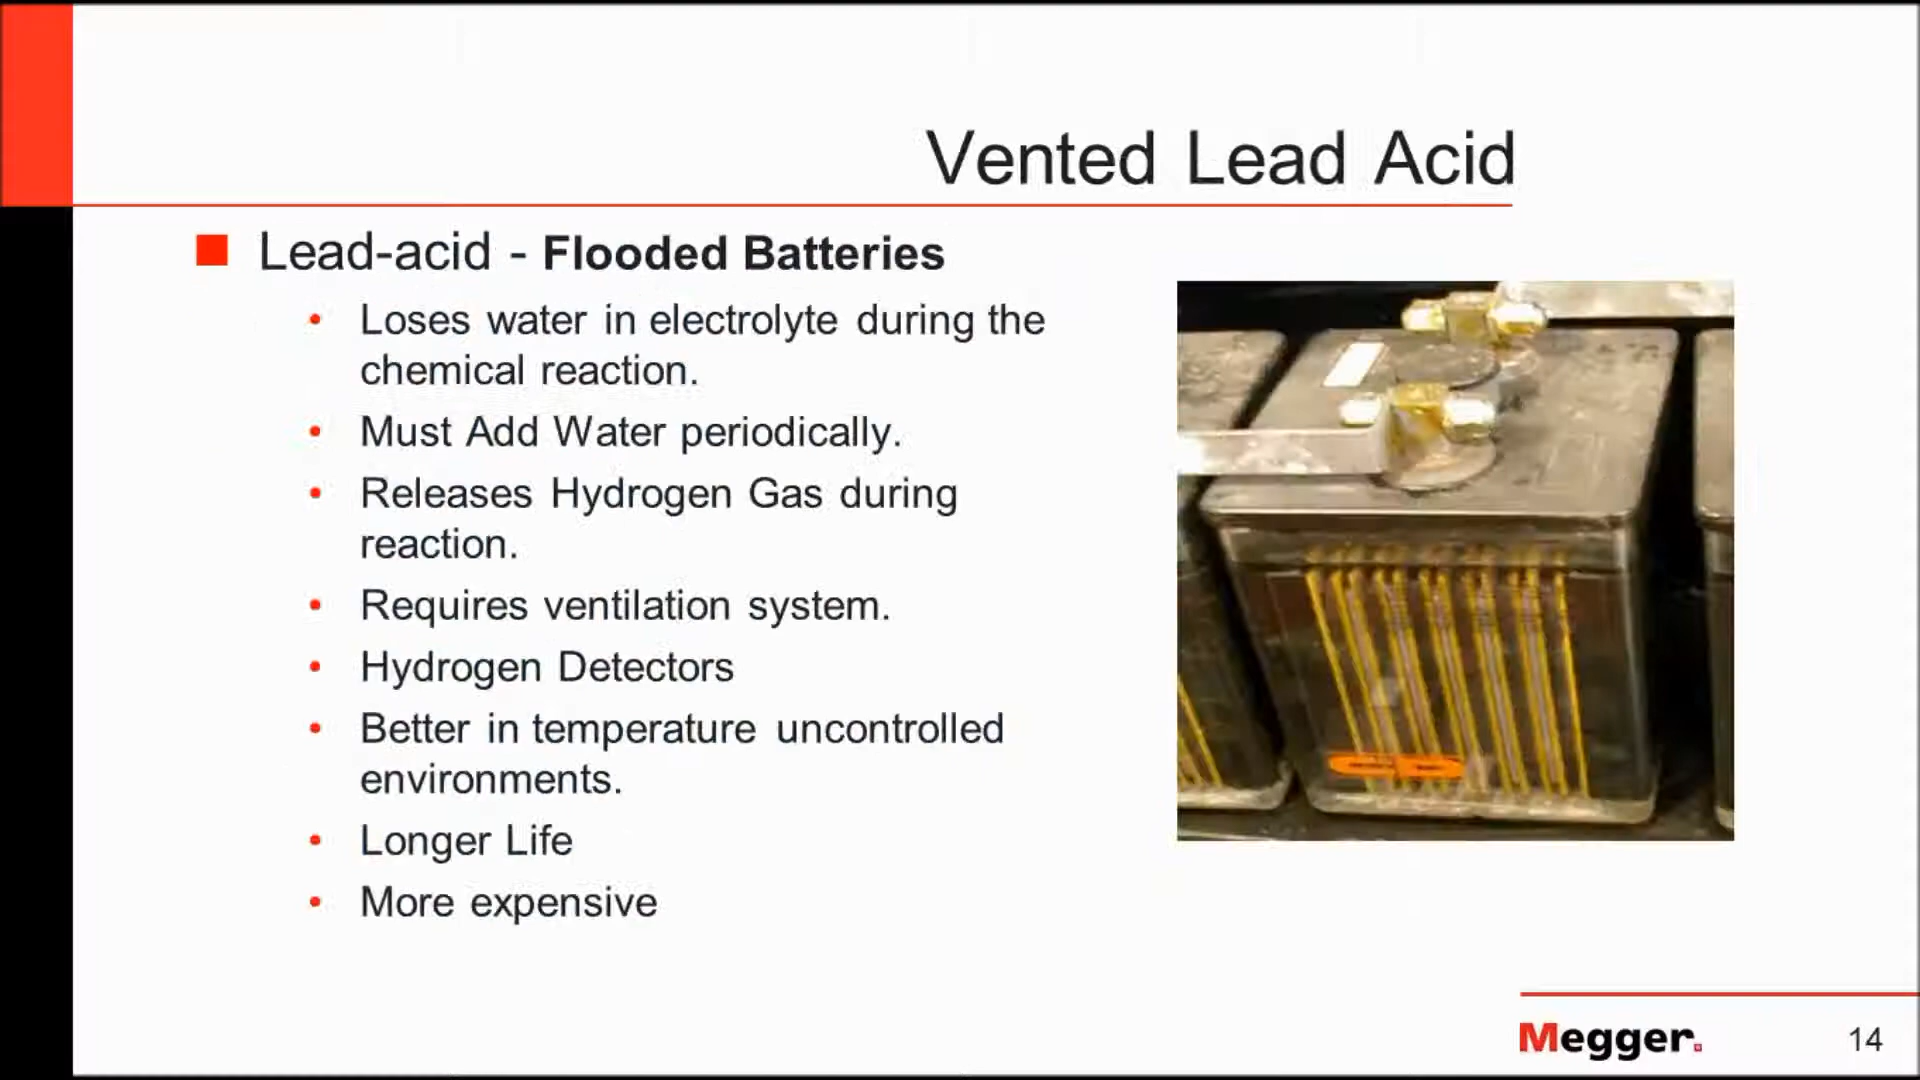 Vented Lead Acid
Lead-acid - Flooded Batteries
• Loses water in electrolyte during the
chemical reaction.
• Must Add Water periodically.
• Releases Hydrogen Gas during
reaction.
• Requires ventilation system.
• Hydrogen Detectors
• Better in temperature uncontrolled
environments.
• Longer Life
• More expensive
Megger.
14